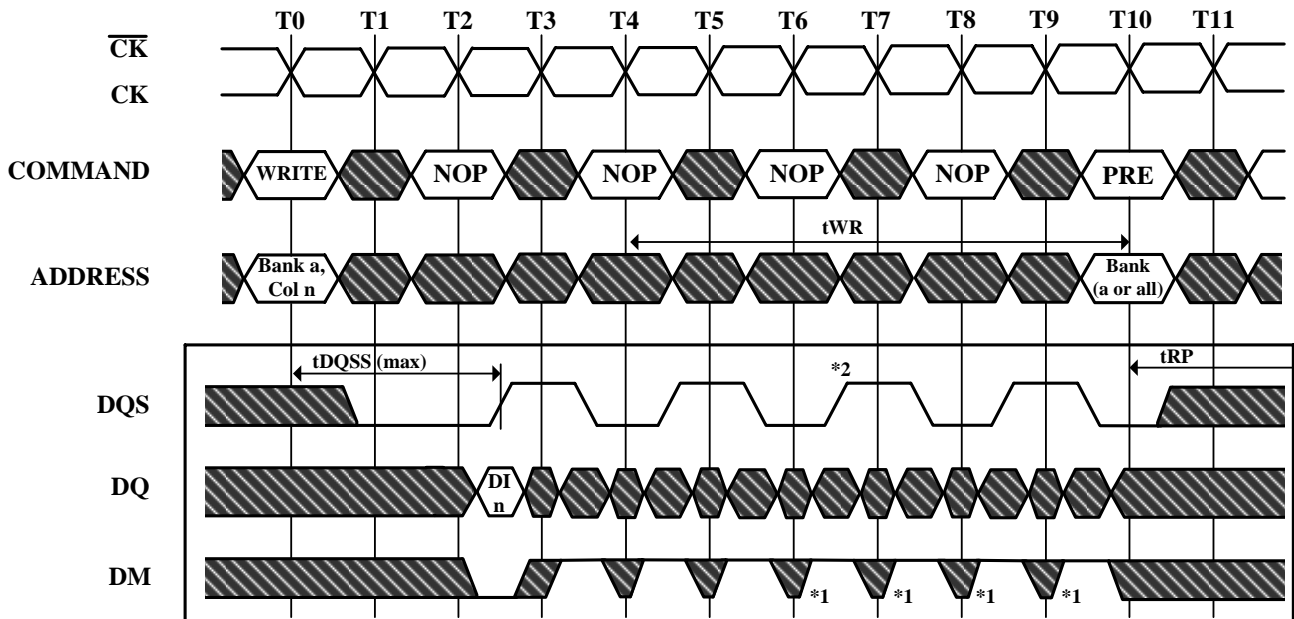 T0 T1 T2 T3 T4 T5 T6 T7 T8 T9 T10 T11
CK
CK
COMMAND WRITE NOP NOP NOP NOP PRE
tWR
ADDRESS Bank a, Col n Bank (a or all)
tDQSS (max) tRP
*2
DQS
DQ DI n
DM
*1 *1 *1 *1